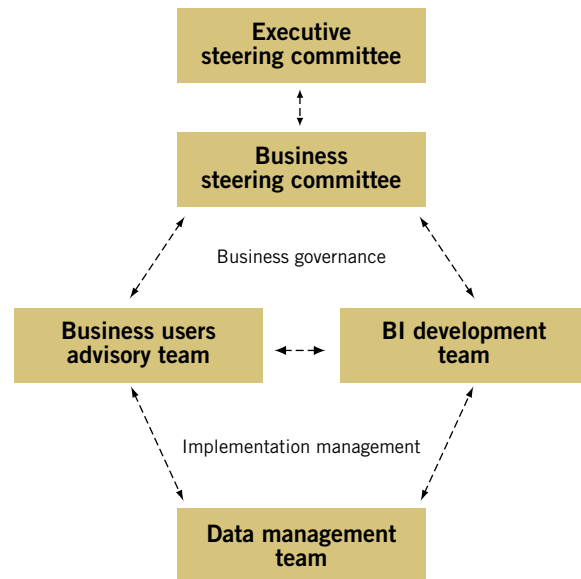 Executive
steering committee
Business
steering committee
Business governance
Business users
advisory team
BI development
team
Implementation management
Data management
team